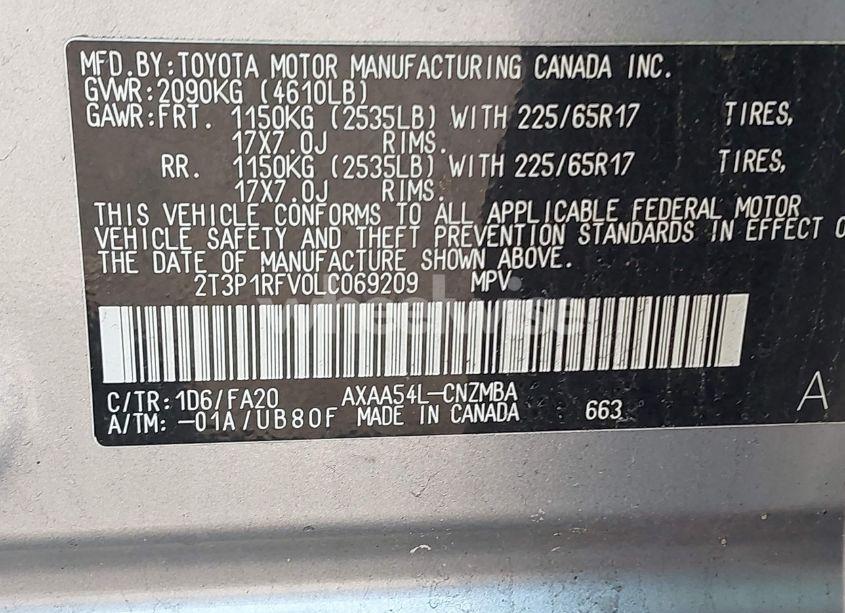 MFD.BY:TOYOTA MOTOR MANUFACTURING CANADA INC.
GVWR:2090KG (4610LB)
GAWR:FRT. 1150KG (2535LB) WITH 225/65R17 TIRES,
17X7.0J RIMS.
RR. 1150KG (2535LB) WITH 225/65R17 TIRES,
17X7.0J RIMS.
THIS VEHICLE CONFORMS TO ALL APPLICABLE FEDERAL MOTOR
VEHICLE SAFETY AND THEFT PREVENTION STANDARDS IN EFFECT O
THE DATE OF MANUFACTURE SHOWN ABOVE.
2T3P1RFV0LC069209 MPV
wheelwise
C/TR:1D6/FA20 AXAA54L-CNZMBA A
A/TM:-01A/UB80F MADE IN CANADA 663